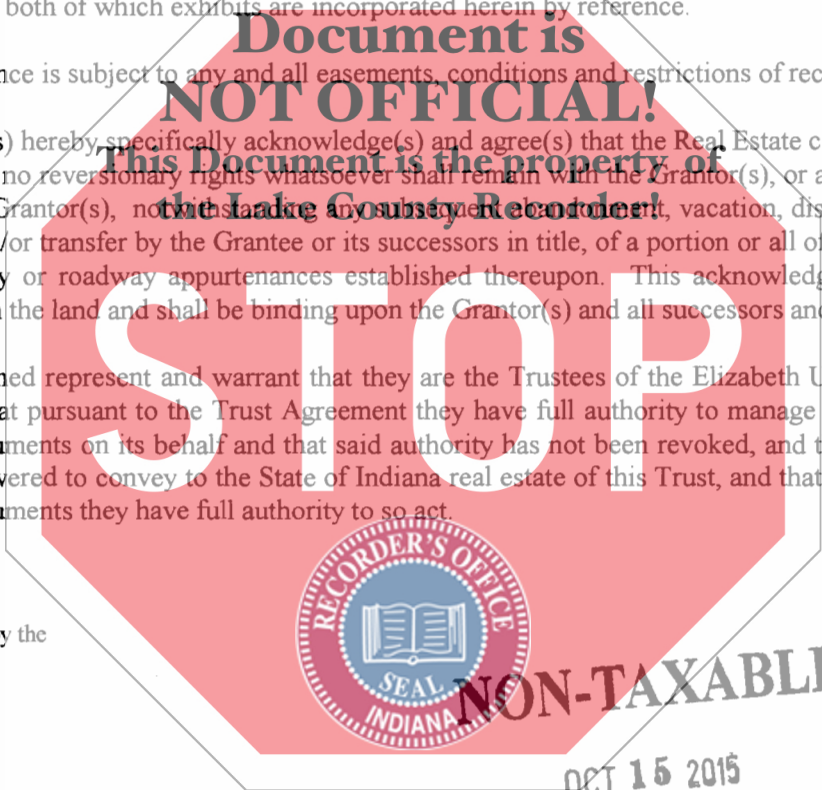 both of which exhibits are incorporated herein by reference.
Document is
nce is subject to any and all easements, conditions and restrictions of rec
NOT OFFICIAL!
s) hereby specifically acknowledge(s) and agree(s) that the Real Estate c
This Document is the property of
no reversionary rights whatsoever shall remain with the Grantor(s), or a
the Lake County Recorder!
Grantor(s), notwithstanding any subsequent abandonment, vacation, dis
/or transfer by the Grantee or its successors in title, of a portion or all of
y or roadway appurtenances established thereupon. This acknowledg
the land and shall be binding upon the Grantor(s) and all successors and
STOP
ned represent and warrant that they are the Trustees of the Elizabeth U
at pursuant to the Trust Agreement they have full authority to manage
uments on its behalf and that said authority has not been revoked, and t
vered to convey to the State of Indiana real estate of this Trust, and that
uments they have full authority to so act.
RECORDER'S OFFICE
SEAL
INDIANA
y the
NON-TAXABLE
OCT 15 2015